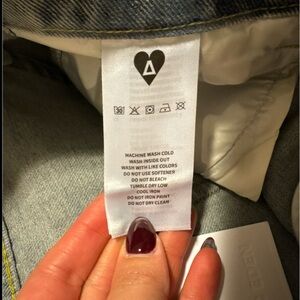 MACHINE WASH COLD
WASH INSIDE OUT
WASH WITH LIKE COLORS
DO NOT USE SOFTENER
DO NOT BLEACH
TUMBLE DRY LOW
COOL IRON
DO NOT IRON PRINT
DO NOT DRY CLEAN